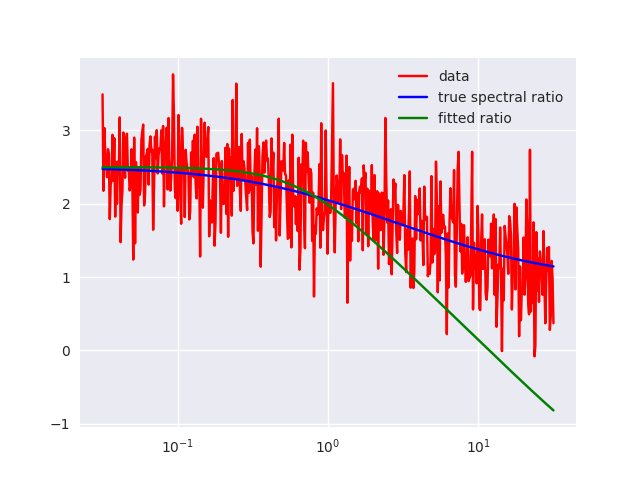 data
true spectral ratio
fitted ratio
3
2
1
0
−1
10⁻¹
10⁰
10¹